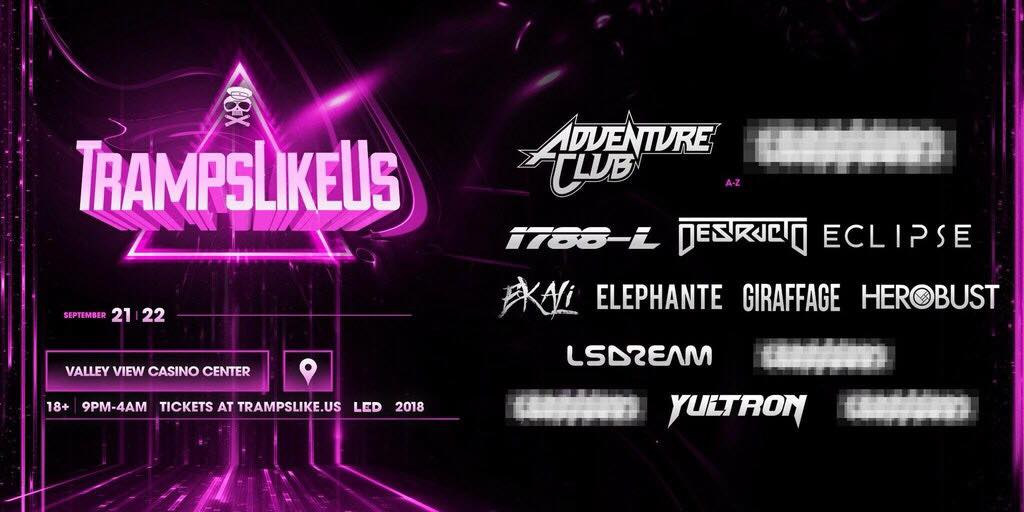 TRAMPSLIKEUS
SEPTEMBER 21 | 22
VALLEY VIEW CASINO CENTER
18+ | 9PM-4AM | TICKETS AT TRAMPSLIKE.US LED 2018
ADVENTURE
CLUB
A-Z
1788-L DESTRUCTO ECLIPSE
EKALI ELEPHANTE GIRAFFAGE HEROBUST
LSDREAM
YULTRON